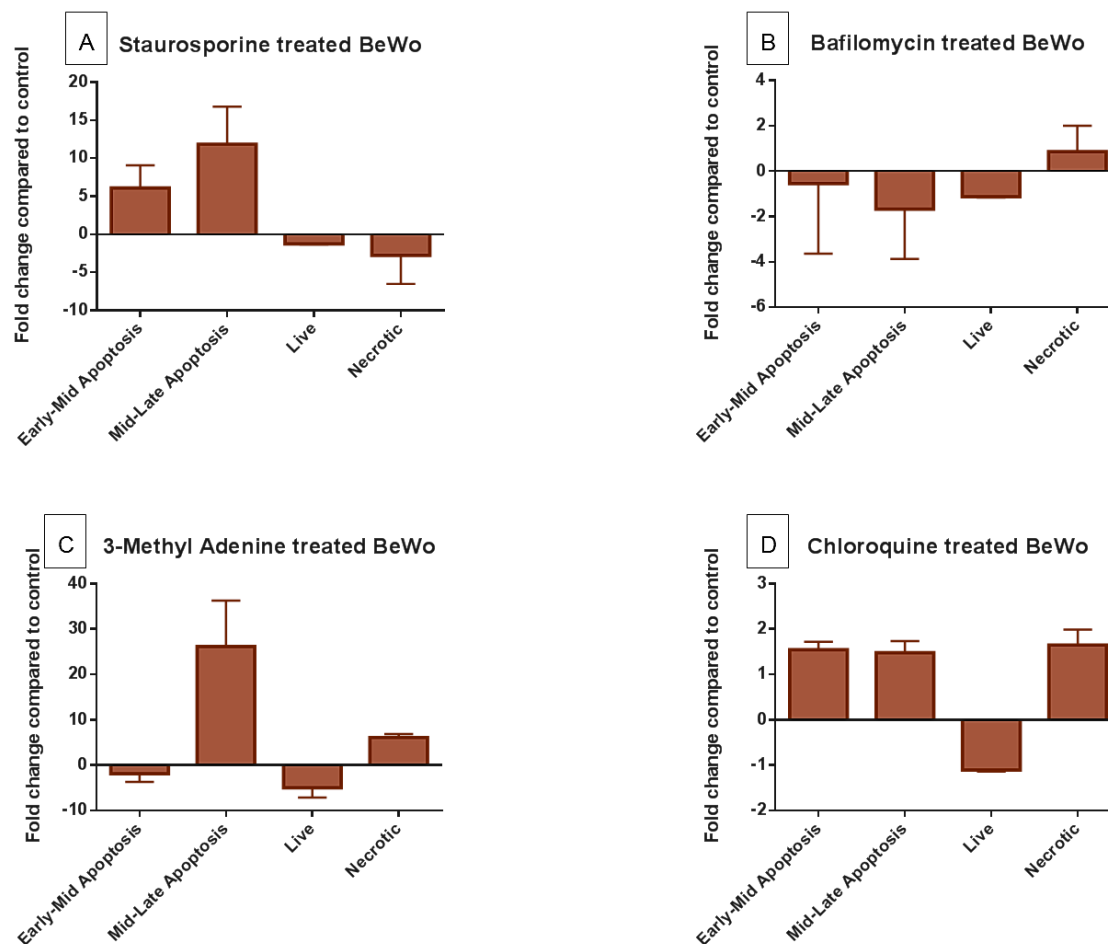 A
Staurosporine treated BeWo
Fold change compared to control
20
15
10
5
0
-5
-10
Early-Mid Apoptosis
Mid-Late Apoptosis
Live
Necrotic
B
Bafilomycin treated BeWo
Fold change compared to control
4
2
0
-2
-4
-6
Early-Mid Apoptosis
Mid-Late Apoptosis
Live
Necrotic
C
3-Methyl Adenine treated BeWo
Fold change compared to control
40
30
20
10
0
-10
Early-Mid Apoptosis
Mid-Late Apoptosis
Live
Necrotic
D
Chloroquine treated BeWo
Fold change compared to control
3
2
1
0
-1
-2
Early-Mid Apoptosis
Mid-Late Apoptosis
Live
Necrotic